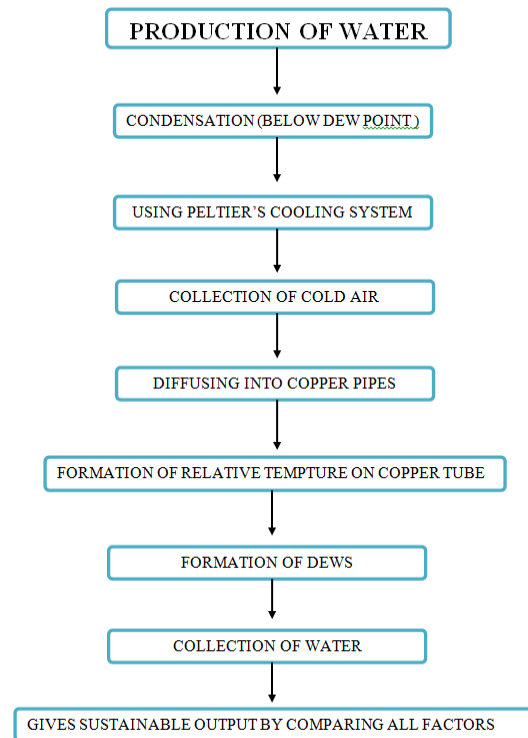 PRODUCTION OF WATER
CONDENSATION (BELOW DEW POINT )
USING PELTIER'S COOLING SYSTEM
COLLECTION OF COLD AIR
DIFFUSING INTO COPPER PIPES
FORMATION OF RELATIVE TEMPTURE ON COPPER TUBE
FORMATION OF DEWS
COLLECTION OF WATER
GIVES SUSTAINABLE OUTPUT BY COMPARING ALL FACTORS